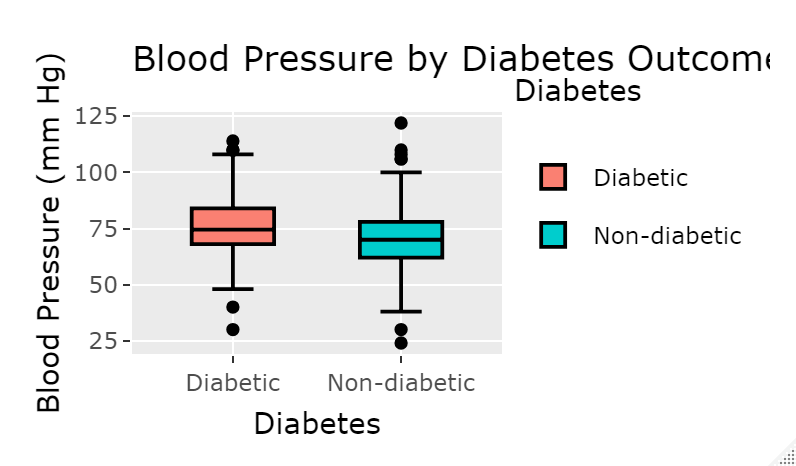 Blood Pressure by Diabetes Outcome
Diabetes
Blood Pressure (mm Hg)
125
100
75
50
25
Diabetic
Non-diabetic
Diabetic
Non-diabetic
Diabetes